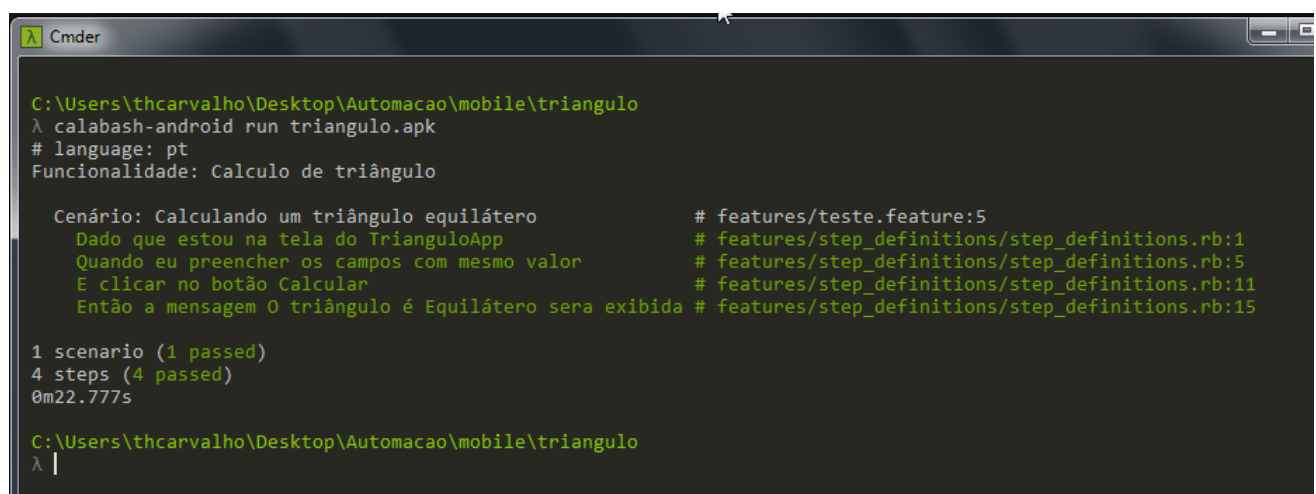 λ Cmder
C:\Users\thcarvalho\Desktop\Automacao\mobile\triangulo
λ calabash-android run triangulo.apk
# language: pt
Funcionalidade: Calculo de triângulo
Cenário: Calculando um triângulo equilátero # features/teste.feature:5
Dado que estou na tela do TrianguloApp # features/step_definitions/step_definitions.rb:1
Quando eu preencher os campos com mesmo valor # features/step_definitions/step_definitions.rb:5
E clicar no botão Calcular # features/step_definitions/step_definitions.rb:11
Então a mensagem O triângulo é Equilátero sera exibida # features/step_definitions/step_definitions.rb:15
1 scenario (1 passed)
4 steps (4 passed)
0m22.777s
C:\Users\thcarvalho\Desktop\Automacao\mobile\triangulo
λ